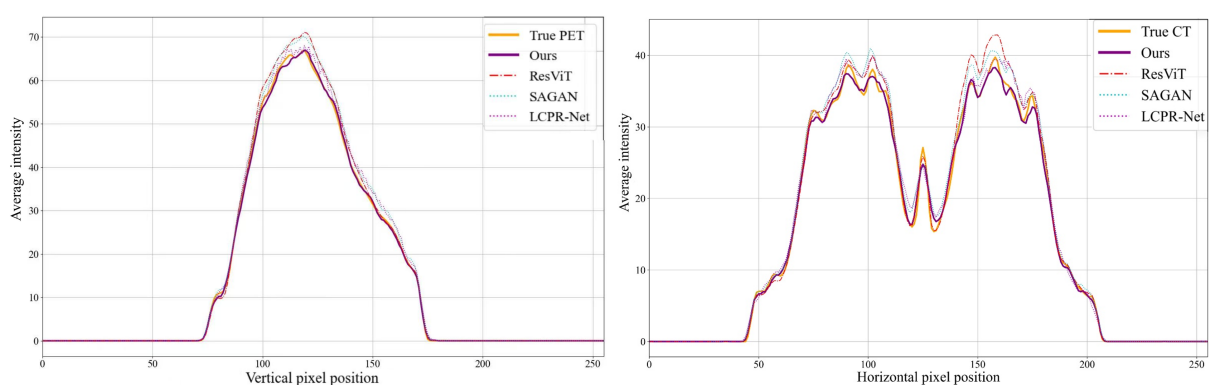 70
60
50
40
30
20
10
0
Average intensity
True PET
Ours
ResViT
SAGAN
LCPR-Net
0
50
100
150
200
250
Vertical pixel position
40
30
20
10
0
Average intensity
True CT
Ours
ResViT
SAGAN
LCPR-Net
0
50
100
150
200
250
Horizontal pixel position